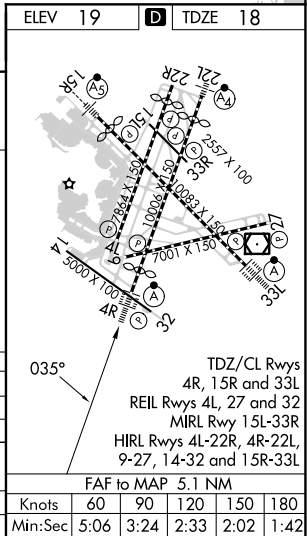 ELEV 19 D TDZE 18
15R
A5
22R
22L
A4
15L
P
P
P
P
33R
2557 X 100
7864 X 150
10006 X 150
10083 X 150
27
P
P
4L
9
P
7001 X 150
P
A
33L
14
5000 X 100
A
4R
P
32
035°
TDZ/CL Rwys
4R, 15R and 33L
REIL Rwys 4L, 27 and 32
MIRL Rwy 15L-33R
HIRL Rwys 4L-22R, 4R-22L,
9-27, 14-32 and 15R-33L
FAF to MAP 5.1 NM
Knots 60 90 120 150 180
Min:Sec 5:06 3:24 2:33 2:02 1:42